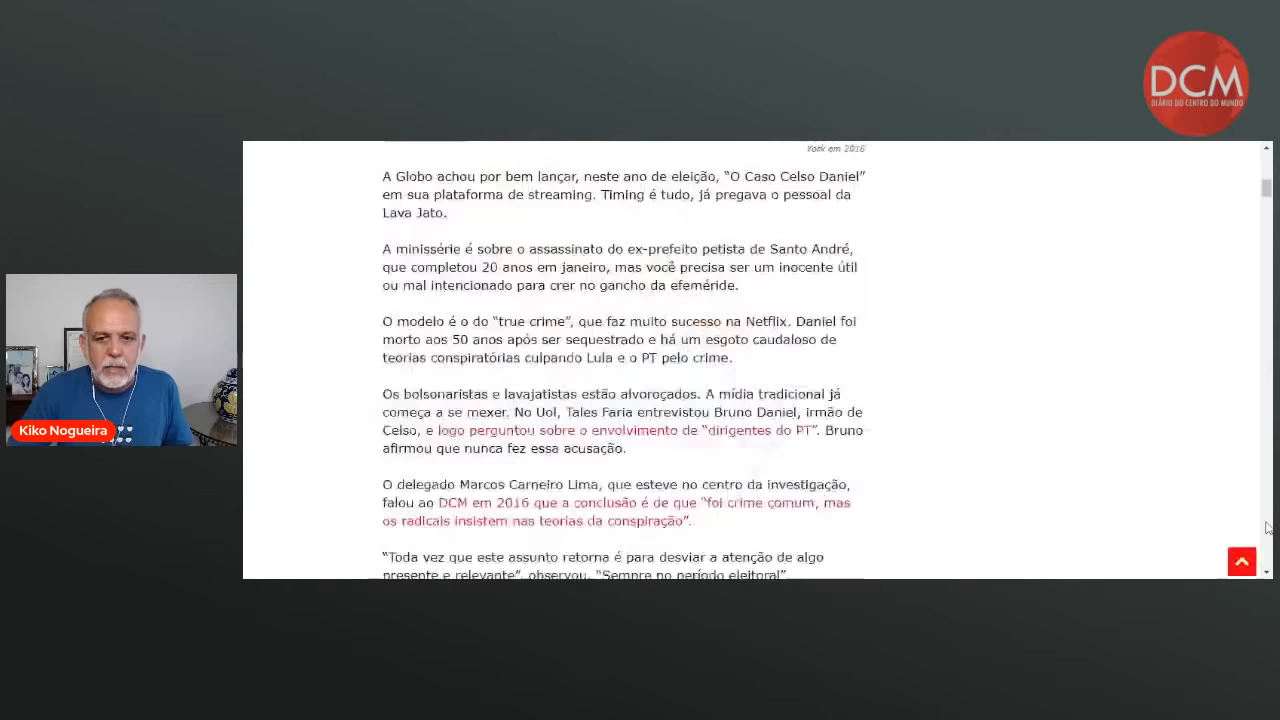 DCM
DIÁRIO DO CENTRO DO MUNDO
York em 2018
A Globo achou por bem lançar, neste ano de eleição, “O Caso Celso Daniel”
em sua plataforma de streaming. Timing é tudo, já pregava o pessoal da
Lava Jato.
A minissérie é sobre o assassinato do ex-prefeito petista de Santo André,
que completou 20 anos em janeiro, mas você precisa ser um inocente útil
ou mal intencionado para crer no gancho da efeméride.
O modelo é o do “true crime”, que faz muito sucesso na Netflix. Daniel foi
morto aos 50 anos após ser sequestrado e há um esgoto caudaloso de
teorias conspiratórias culpando Lula e o PT pelo crime.
Os bolsonaristas e lavajatistas estão alvoroçados. A mídia tradicional já
começa a se mexer. No Uol, Tales Faria entrevistou Bruno Daniel, irmão de
Celso, e logo perguntou sobre o envolvimento de “dirigentes do PT”. Bruno
afirmou que nunca fez essa acusação.
O delegado Marcos Carneiro Lima, que esteve no centro da investigação,
falou ao DCM em 2016 que a conclusão é de que “foi crime comum, mas
os radicais insistem nas teorias da conspiração”.
“Toda vez que este assunto retorna é para desviar a atenção de algo
presente e relevante”, observou. “Sempre no período eleitoral”
Kiko Nogueira